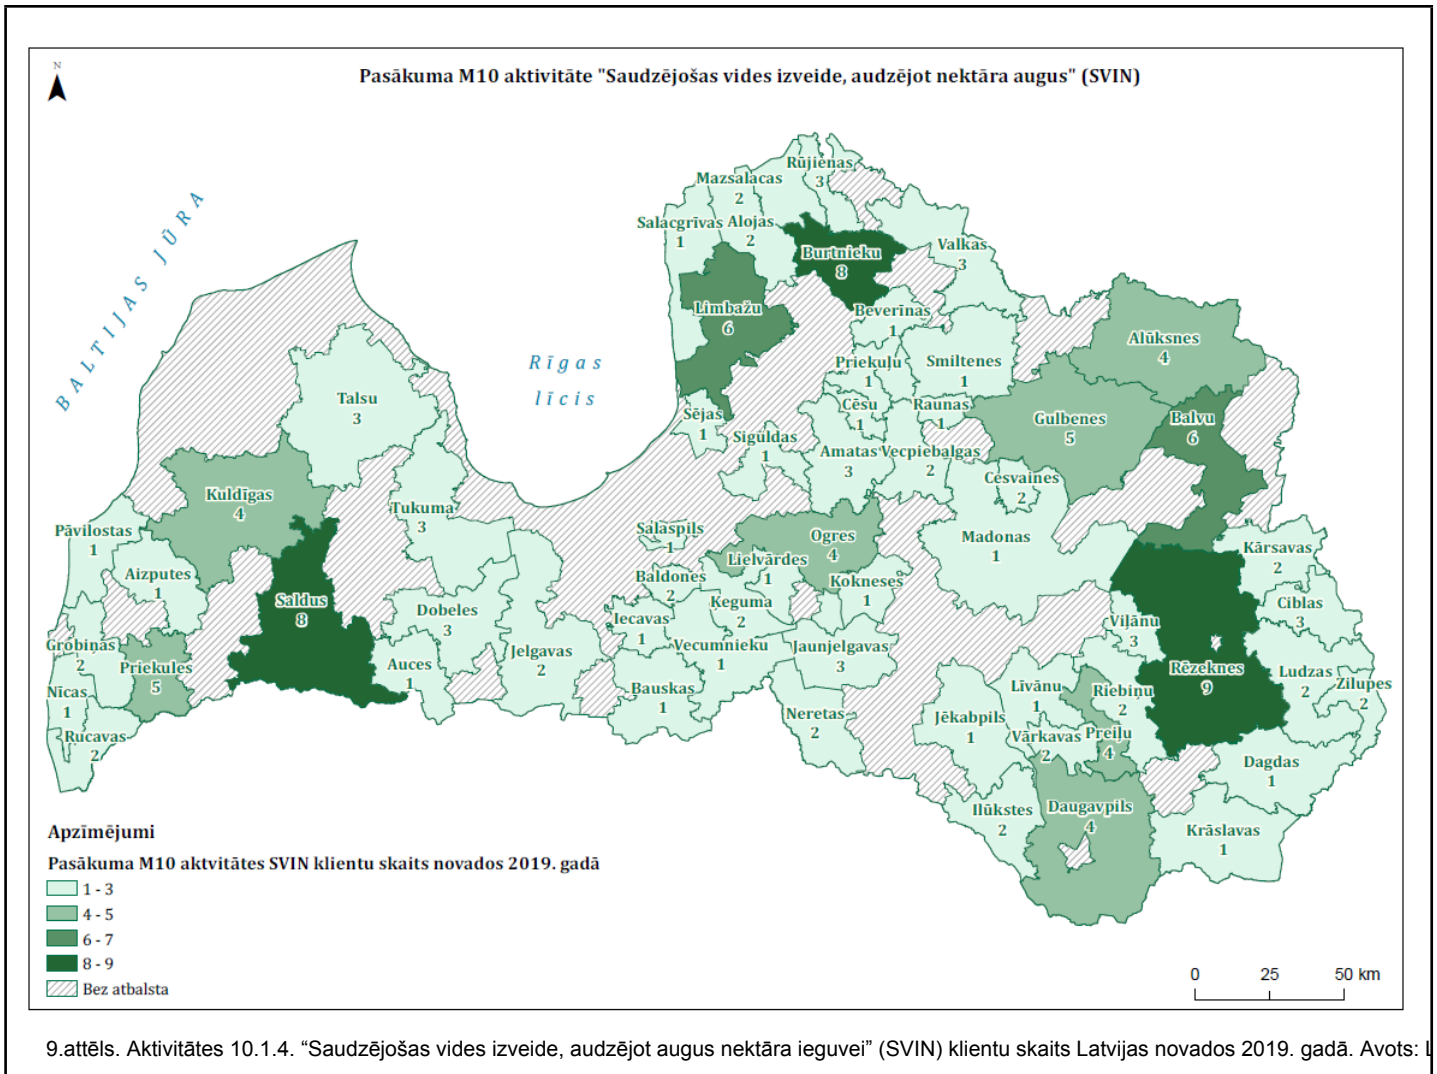 N
Pasākuma M10 aktivitāte "Saudzējošas vides izveide, audzējot nektāra augus" (SVIN)
BALTIJAS JŪRA
Rīgas
līcis
Rūjienas
3
Mazsalacas
2
Salacgrīvas
1
Alojas
2
Burtnieku
8
Valkas
3
Limbažu
6
Beverīnas
1
Alūksnes
4
Priekuļu
1
Smiltenes
1
Talsu
3
Sējas
1
Cēsu
1
Raunas
1
Gulbenes
5
Balvu
6
Siguldas
1
Amatas
3
Vecpiebalgas
2
Cesvaines
2
Kuldīgas
4
Tukuma
3
Pāvilostas
1
Salaspils
1
Ogres
4
Madonas
1
Kārsavas
2
Aizputes
1
Lielvārdes
1
Baldones
2
Kokneses
1
Saldus
8
Dobeles
3
Iecavas
1
Ķeguma
2
Ciblas
3
Viļānu
3
Grobiņas
2
Priekules
5
Auces
1
Jelgavas
2
Vecumnieku
1
Jaunjelgavas
3
Rēzeknes
9
Ludzas
2
Zilupes
2
Nīcas
1
Bauskas
1
Līvānu
1
Riebiņu
2
Rucavas
2
Neretas
2
Jēkabpils
1
Vārkavas
2
Preiļu
4
Dagdas
1
Ilūkstes
2
Daugavpils
4
Krāslavas
1
Apzīmējumi
Pasākuma M10 aktvitātes SVIN klientu skaits novados 2019. gadā
1 - 3
4 - 5
6 - 7
8 - 9
Bez atbalsta
0 25 50 km
9.attēls. Aktivitātes 10.1.4. “Saudzējošas vides izveide, audzējot augus nektāra ieguvei” (SVIN) klientu skaits Latvijas novados 2019. gadā. Avots: